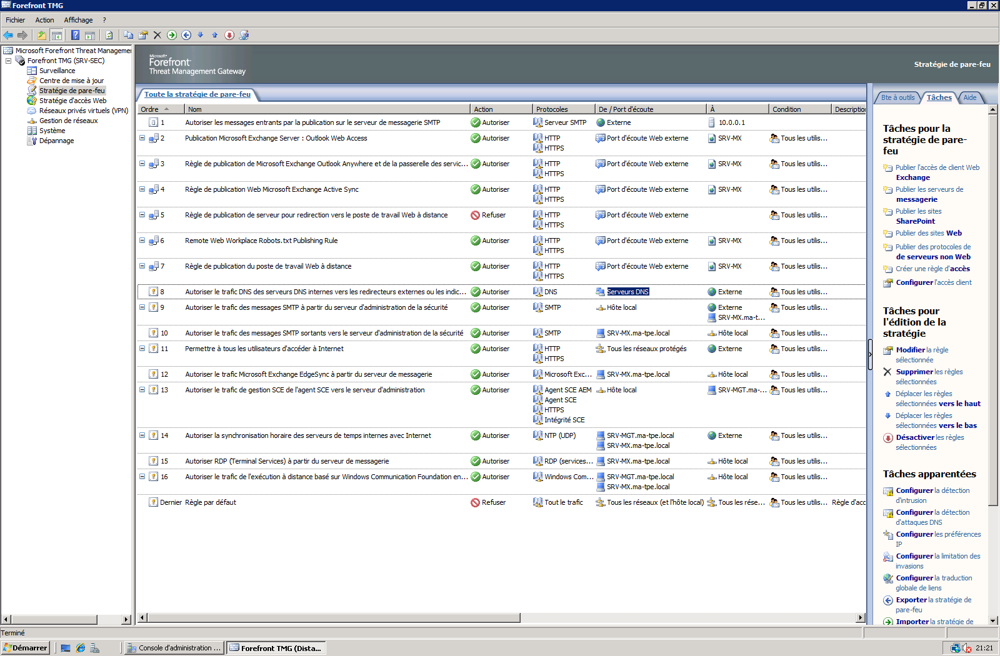 Forefront TMG
Fichier Action Affichage ?
Microsoft Forefront Threat Managemer
Forefront TMG (SRV-SEC)
Surveillance
Centre de mise à jour
Stratégie de pare-feu
Stratégie d'accès Web
Réseaux privés virtuels (VPN)
Gestion de réseaux
Système
Dépannage
Microsoft
Forefront
Threat Management Gateway
Stratégie de pare-feu
Toute la stratégie de pare-feu
Ordre Nom Action Protocoles De / Port d'écoute À Condition Description
1 Autoriser les messages entrants par la publication sur le serveur de messagerie SMTP Autoriser Serveur SMTP Externe 10.0.0.1
2 Publication Microsoft Exchange Server : Outlook Web Access Autoriser HTTP Port d'écoute Web externe SRV-MX Tous les utilis...
HTTPS
3 Règle de publication de Microsoft Exchange Outlook Anywhere et de la passerelle des servic... Autoriser HTTP Port d'écoute Web externe SRV-MX Tous les utilis...
HTTPS
4 Règle de publication Web Microsoft Exchange Active Sync Autoriser HTTP Port d'écoute Web externe SRV-MX Tous les utilis...
HTTPS
5 Règle de publication de serveur pour redirection vers le poste de travail Web à distance Refuser HTTP Port d'écoute Web externe Tous les utilis...
HTTPS
6 Remote Web Workplace Robots.txt Publishing Rule Autoriser HTTP Port d'écoute Web externe SRV-MX Tous les utilis...
HTTPS
7 Règle de publication du poste de travail Web à distance Autoriser HTTP Port d'écoute Web externe SRV-MX Tous les utilis...
HTTPS
8 Autoriser le trafic DNS des serveurs DNS internes vers les redirecteurs externes ou les indic... Autoriser DNS Serveurs DNS Externe Tous les utilis...
9 Autoriser le trafic des messages SMTP à partir du serveur d'administration de la sécurité Autoriser SMTP Hôte local Externe Tous les utilis...
SRV-MX.ma-t...
10 Autoriser le trafic des messages SMTP sortants vers le serveur d'administration de la sécurité Autoriser SMTP SRV-MX.ma-tpe.local Hôte local Tous les utilis...
11 Permettre à tous les utilisateurs d'accéder à Internet Autoriser HTTP Tous les réseaux protégés Externe Tous les utilis...
HTTPS
12 Autoriser le trafic Microsoft Exchange EdgeSync à partir du serveur de messagerie Autoriser Microsoft Exc... SRV-MX.ma-tpe.local Hôte local Tous les utilis...
13 Autoriser le trafic de gestion SCE de l'agent SCE vers le serveur d'administration Autoriser Agent SCE AEM Hôte local SRV-MGT.ma-... Tous les utilis...
Agent SCE
HTTPS
Intégrité SCE
14 Autoriser la synchronisation horaire des serveurs de temps internes avec Internet Autoriser NTP (UDP) SRV-MGT.ma-tpe.local Externe Tous les utilis...
SRV-MX.ma-tpe.local
15 Autoriser RDP (Terminal Services) à partir du serveur de messagerie Autoriser RDP (services... SRV-MX.ma-tpe.local Hôte local Tous les utilis...
16 Autoriser le trafic de l'exécution à distance basé sur Windows Communication Foundation en... Autoriser Windows Com... SRV-MGT.ma-tpe.local Hôte local Tous les utilis...
SRV-MX.ma-tpe.local
Dernier Règle par défaut Refuser Tout le trafic Tous les réseaux (et l'hôte local) Tous les rése... Tous les utilis... Règle d'acc
Bte à outils Tâches Aide
Tâches pour la
stratégie de pare-
feu
Publier l'accès de client Web
Exchange
Publier les serveurs de
messagerie
Publier les sites
SharePoint
Publier des sites Web
Publier des protocoles de
de serveurs non Web
Créer une règle d'accès
Configurer l'accès client
Tâches pour
l'édition de la
stratégie
Modifier la règle
sélectionnée
Supprimer les règles
sélectionnées
Déplacer les règles
sélectionnées vers le haut
Déplacer les règles
sélectionnées vers le bas
Désactiver les règles
sélectionnées
Tâches apparentées
Configurer la détection
d'intrusion
Configurer la détection
d'attaques DNS
Configurer les préférences
IP
Configurer la limitation des
invasions
Configurer la traduction
globale de liens
Exporter la stratégie de
pare-feu
Importer la stratégie de
Terminé
Démarrer Console d'administration ... Forefront TMG (Dista... 21:21